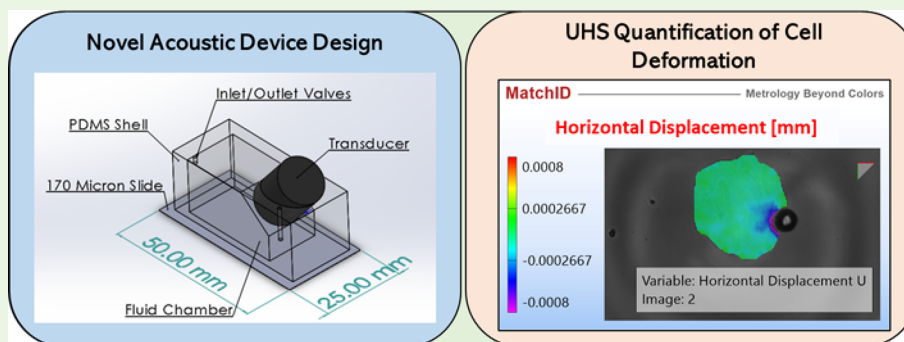 Novel Acoustic Device Design
Inlet/Outlet Valves
PDMS Shell
Transducer
170 Micron Slide
50.00 mm
25.00 mm
Fluid Chamber
UHS Quantification of Cell
Deformation
MatchID
Metrology Beyond Colors
Horizontal Displacement [mm]
0.0008
0.0002667
-0.0002667
-0.0008
Variable: Horizontal Displacement U
Image: 2